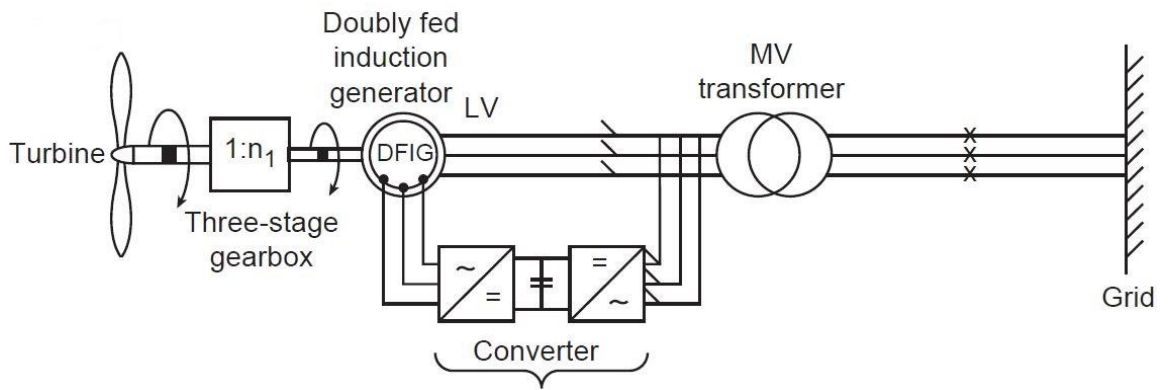 Doubly fed
induction
generator
LV
MV
transformer
Turbine
1:n₁
DFIG
Three-stage
gearbox
~
=
=
~
Converter
x
x
x
Grid